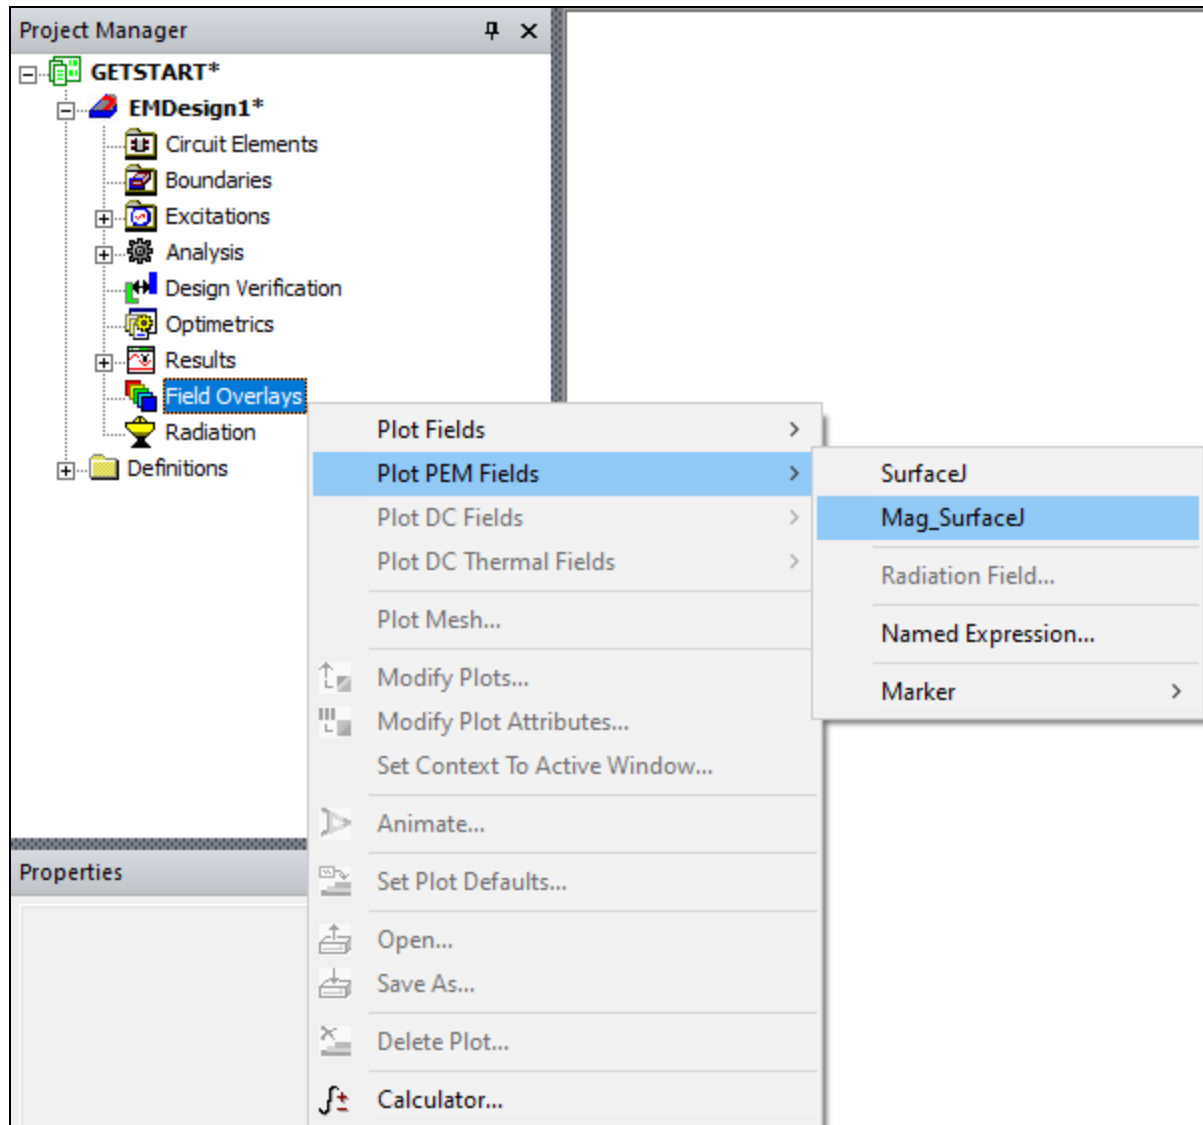 Project Manager
GETSTART*
EMDesign1*
Circuit Elements
Boundaries
Excitations
Analysis
Design Verification
Optimetrics
Results
Field Overlays
Radiation
Definitions
Plot Fields
Plot PEM Fields
Plot DC Fields
Plot DC Thermal Fields
Plot Mesh...
Modify Plots...
Modify Plot Attributes...
Set Context To Active Window...
Animate...
Set Plot Defaults...
Open...
Save As...
Delete Plot...
Calculator...
SurfaceJ
Mag_SurfaceJ
Radiation Field...
Named Expression...
Marker
Properties